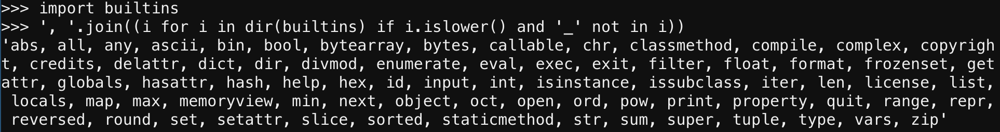 >>> import builtins
>>> ', '.join((i for i in dir(builtins) if i.islower() and '_' not in i))
'abs, all, any, ascii, bin, bool, bytearray, bytes, callable, chr, classmethod, compile, complex, copyrigh
t, credits, delattr, dict, dir, divmod, enumerate, eval, exec, exit, filter, float, format, frozenset, get
attr, globals, hasattr, hash, help, hex, id, input, int, isinstance, issubclass, iter, len, license, list,
 locals, map, max, memoryview, min, next, object, oct, open, ord, pow, print, property, quit, range, repr,
 reversed, round, set, setattr, slice, sorted, staticmethod, str, sum, super, tuple, type, vars, zip'